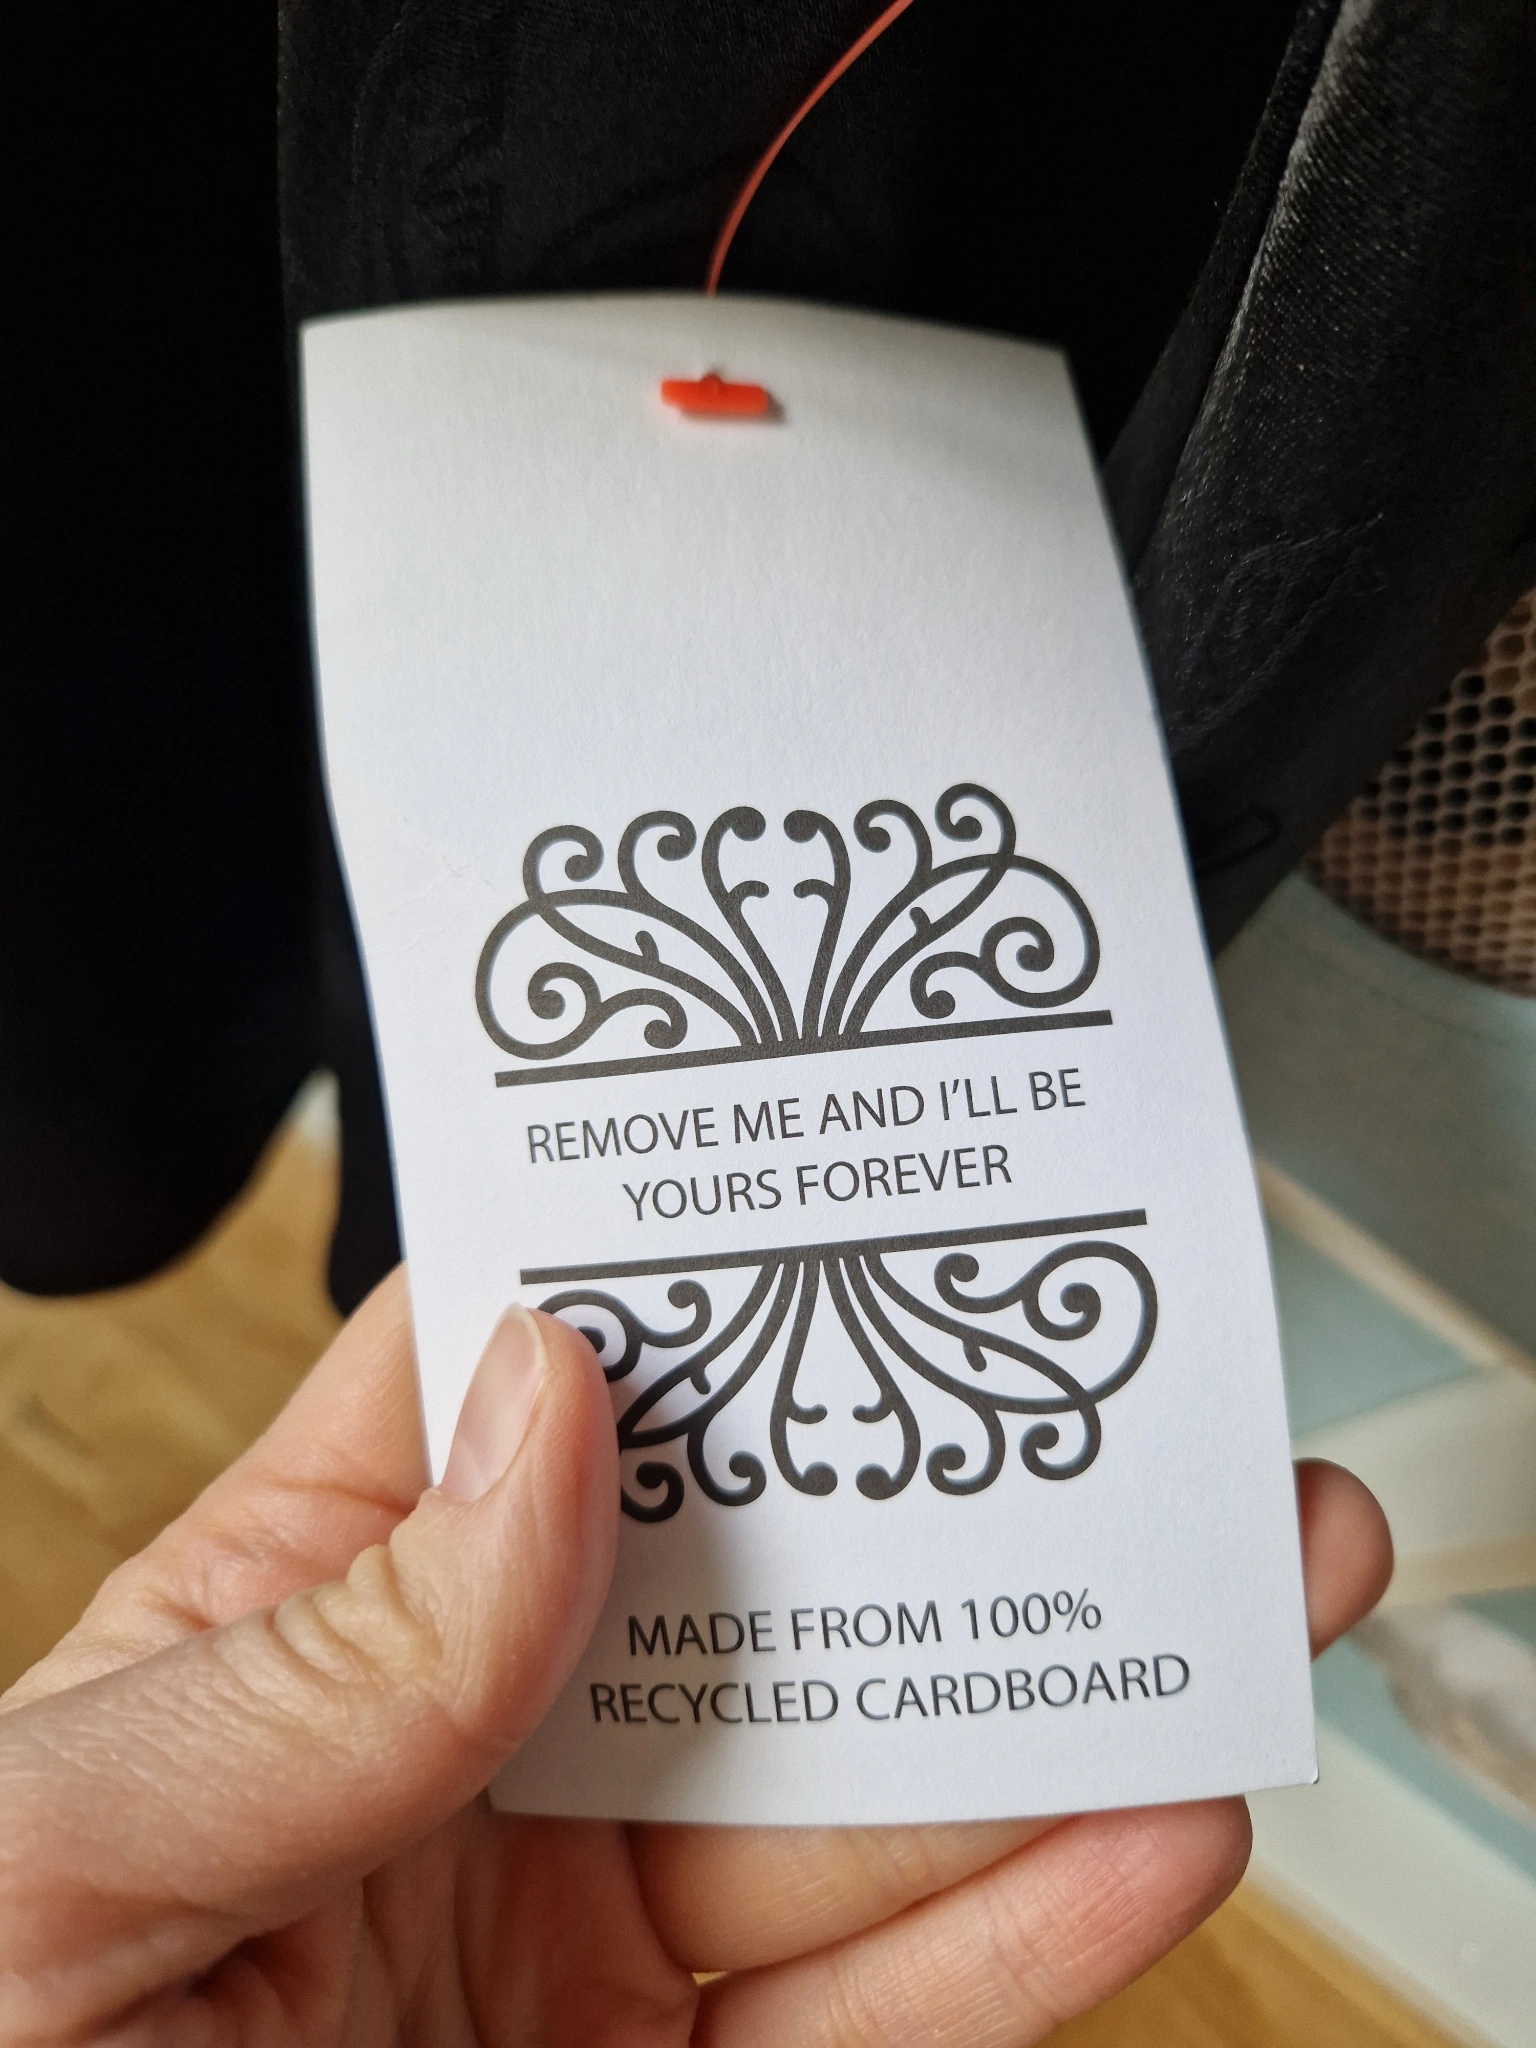 REMOVE ME AND I'LL BE
YOURS FOREVER
MADE FROM 100%
RECYCLED CARDBOARD